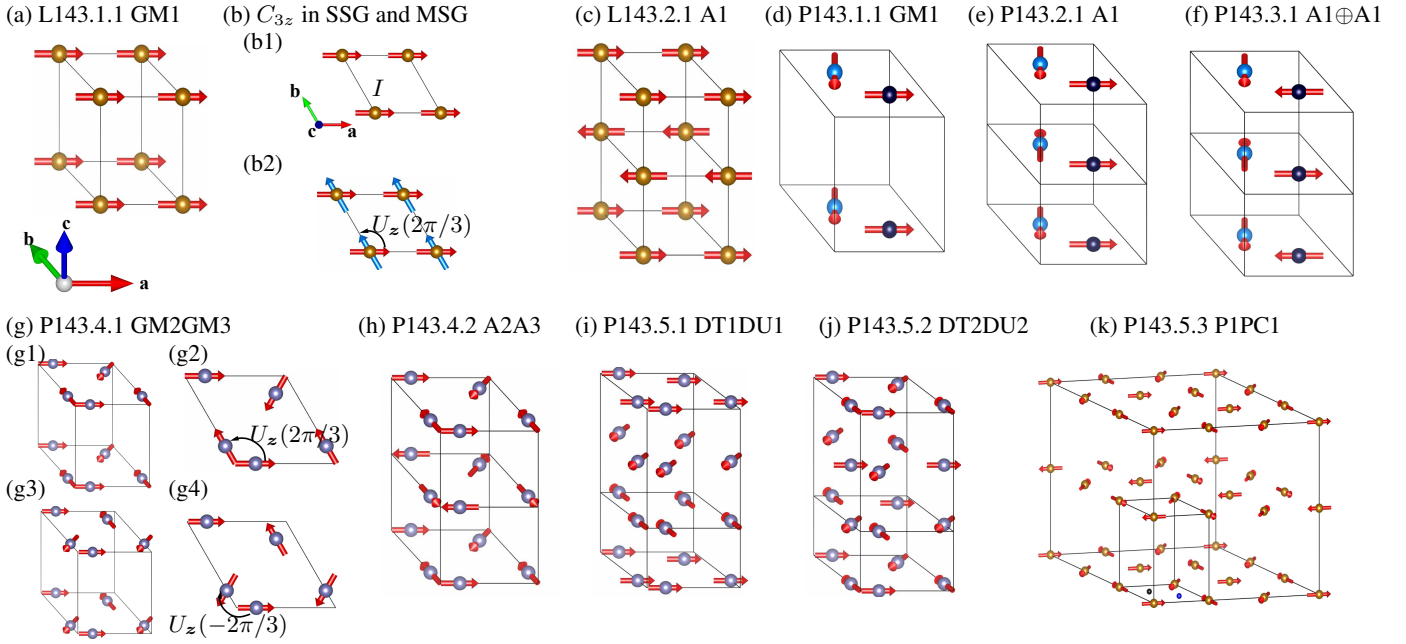 (a) L143.1.1 GM1
(b) C3z in SSG and MSG
(c) L143.2.1 A1
(d) P143.1.1 GM1
(e) P143.2.1 A1
(f) P143.3.1 A1⊕A1
(b1)
I
b
c
a
(b2)
Uz(2π/3)
c
b
a
(g) P143.4.1 GM2GM3
(h) P143.4.2 A2A3
(i) P143.5.1 DT1DU1
(j) P143.5.2 DT2DU2
(k) P143.5.3 P1PC1
(g1)
(g2)
Uz(2π/3)
(g3)
(g4)
Uz(−2π/3)